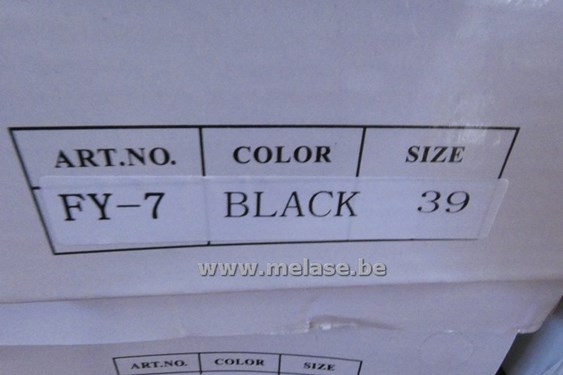 ART.NO. COLOR SIZE
FY-7 BLACK 39
www.melase.be
ART.NO. COLOR SIZE